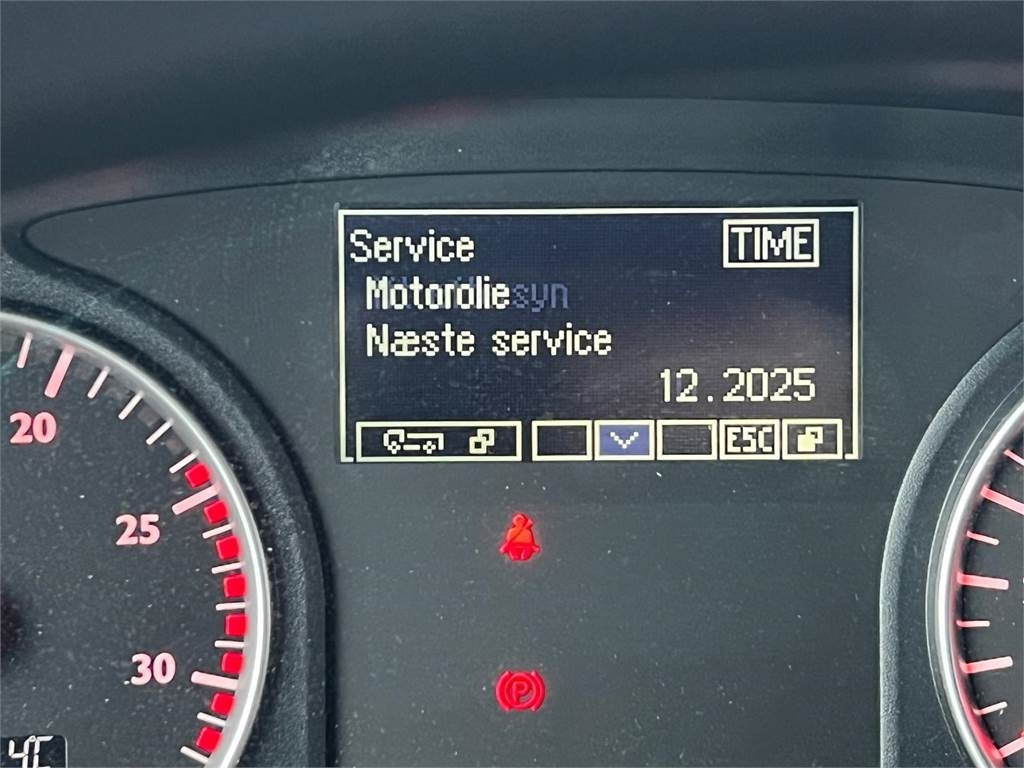 Service TIME
Motorolie
Næste service
12.2025
ESC
20
25
30
P